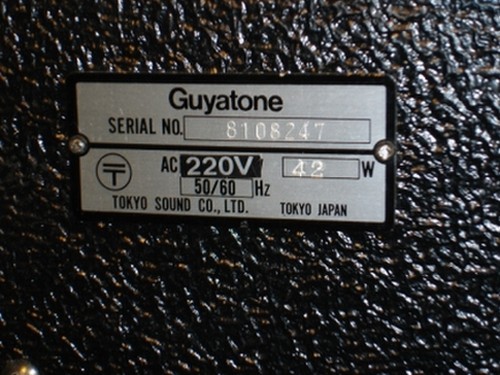 Guyatone
SERIAL NO. 8108247
〒 AC 220V 42 W
50/60 Hz
TOKYO SOUND CO., LTD. TOKYO JAPAN